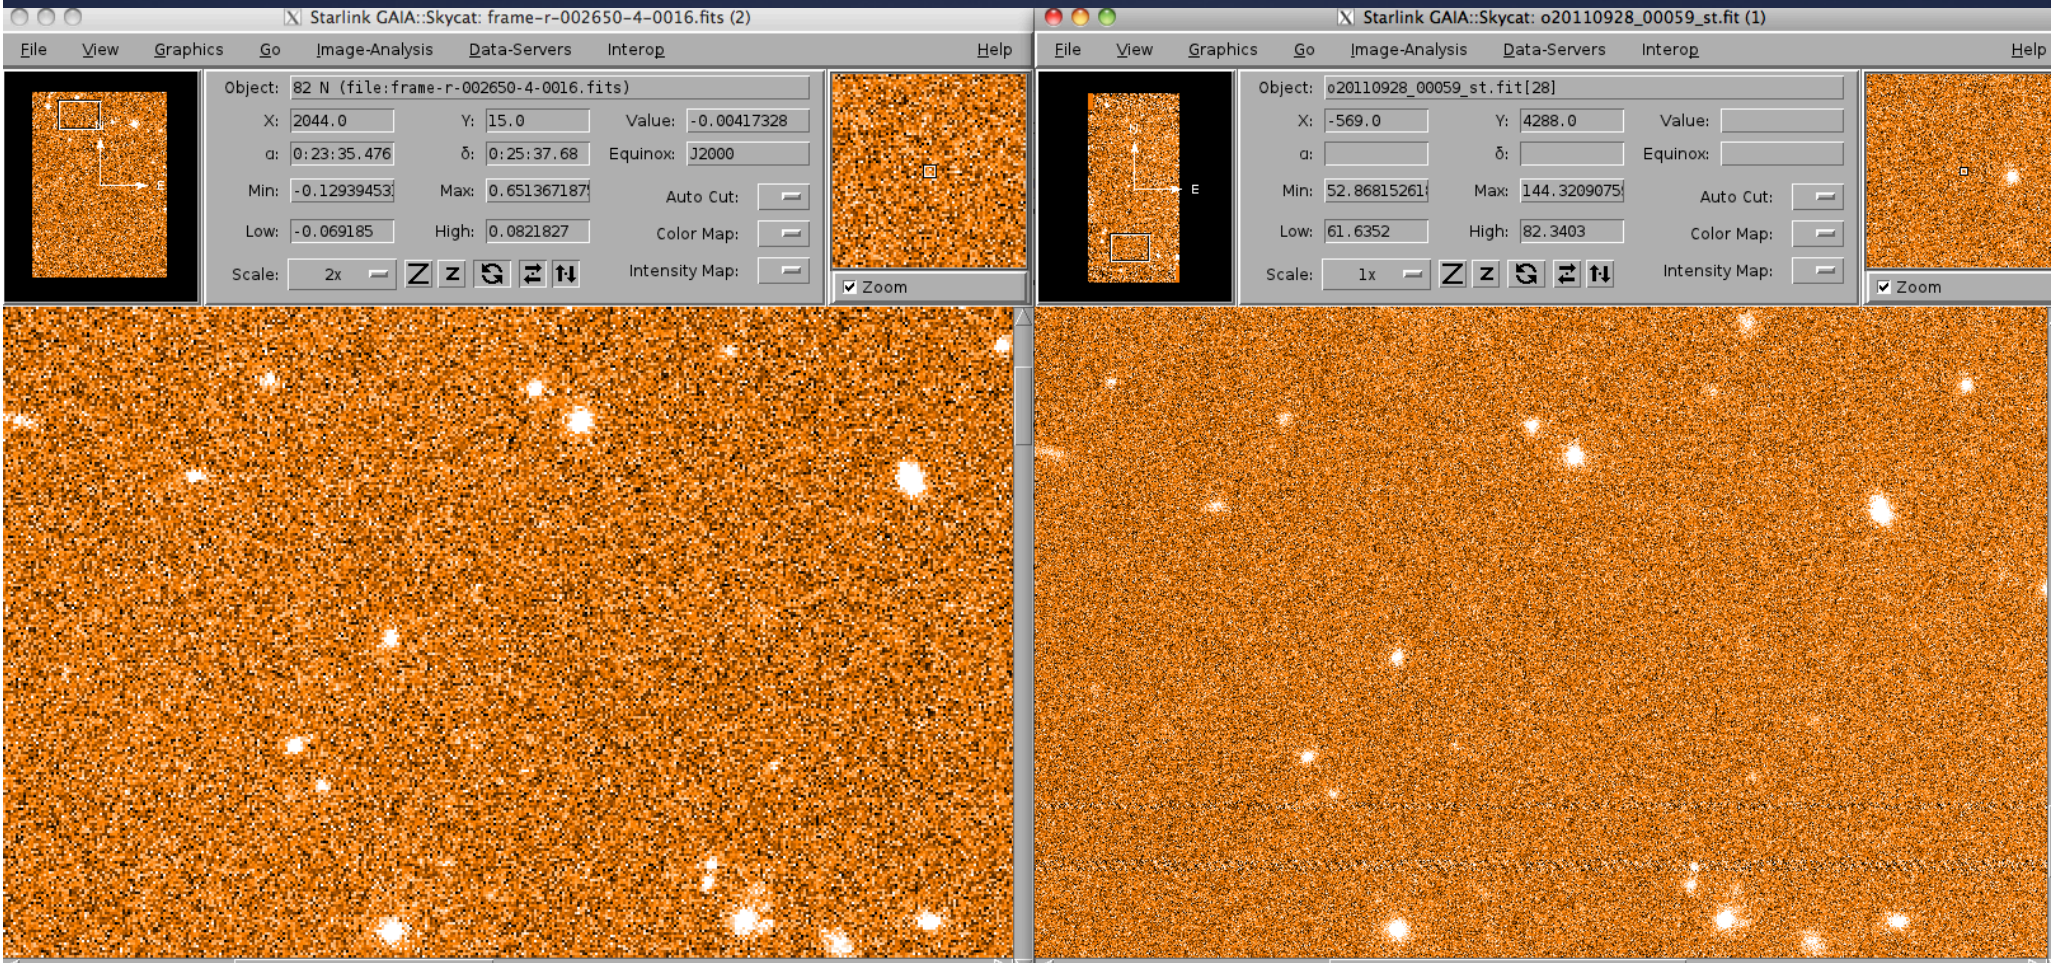 Starlink GAIA::Skycat: frame-r-002650-4-0016.fits (2)
File View Graphics Go Image-Analysis Data-Servers Interop Help
Object: 82 N (file:frame-r-002650-4-0016.fits)
X: 2044.0 Y: 15.0 Value: -0.00417328
α: 0:23:35.476 δ: 0:25:37.68 Equinox: J2000
Min: -0.12939453 Max: 0.651367187 Auto Cut:
Low: -0.069185 High: 0.0821827 Color Map:
Scale: 2x Z z Intensity Map:
Zoom
N
E
Starlink GAIA::Skycat: o20110928_00059_st.fit (1)
File View Graphics Go Image-Analysis Data-Servers Interop Help
Object: o20110928_00059_st.fit[28]
X: -569.0 Y: 4288.0 Value:
α: δ: Equinox:
Min: 52.86815261 Max: 144.3209075 Auto Cut:
Low: 61.6352 High: 82.3403 Color Map:
Scale: 1x Z z Intensity Map:
Zoom
N
E